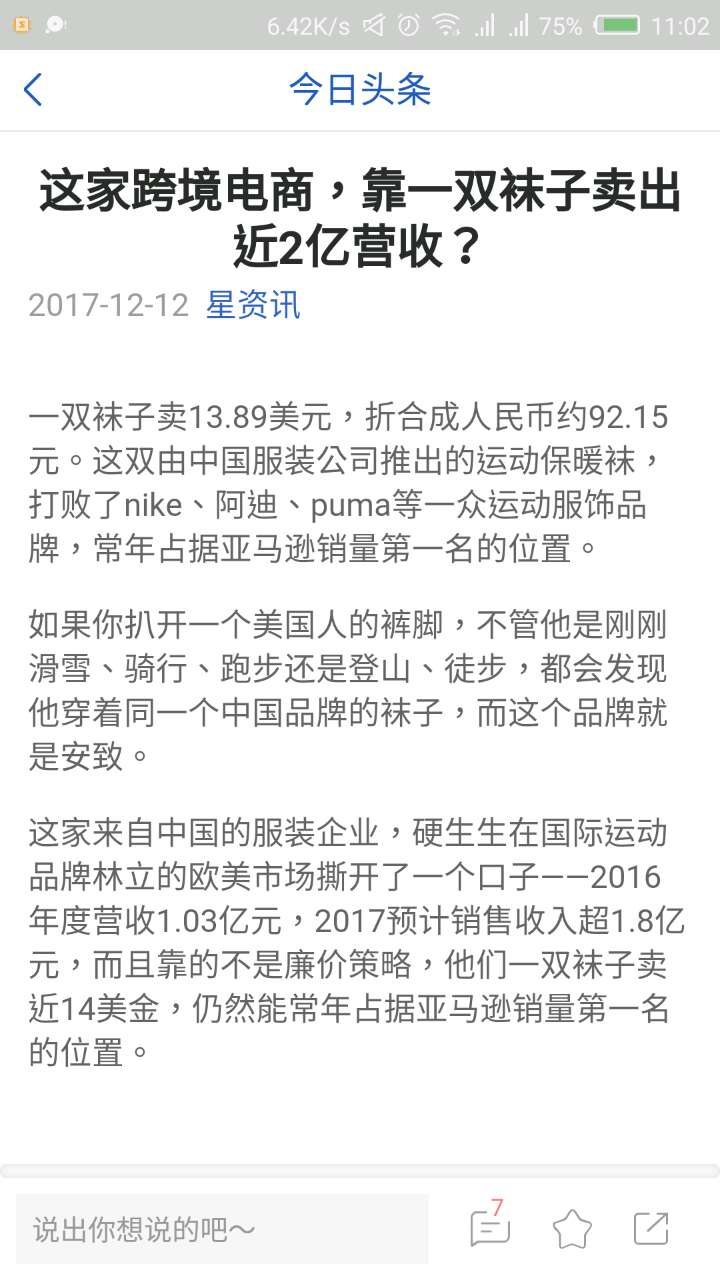 6.42K/s 75% 11:02
今日头条
这家跨境电商，靠一双袜子卖出
近2亿营收？
2017-12-12 星资讯
一双袜子卖13.89美元，折合成人民币约92.15
元。这双由中国服装公司推出的运动保暖袜，
打败了nike、阿迪、puma等一众运动服饰品
牌，常年占据亚马逊销量第一名的位置。
如果你扒开一个美国人的裤脚，不管他是刚刚
滑雪、骑行、跑步还是登山、徒步，都会发现
他穿着同一个中国品牌的袜子，而这个品牌就
是安致。
这家来自中国的服装企业，硬生生在国际运动
品牌林立的欧美市场撕开了一个口子——2016
年度营收1.03亿元，2017预计销售收入超1.8亿
元，而且靠的不是廉价策略，他们一双袜子卖
近14美金，仍然能常年占据亚马逊销量第一名
的位置。
说出你想说的吧～ 7